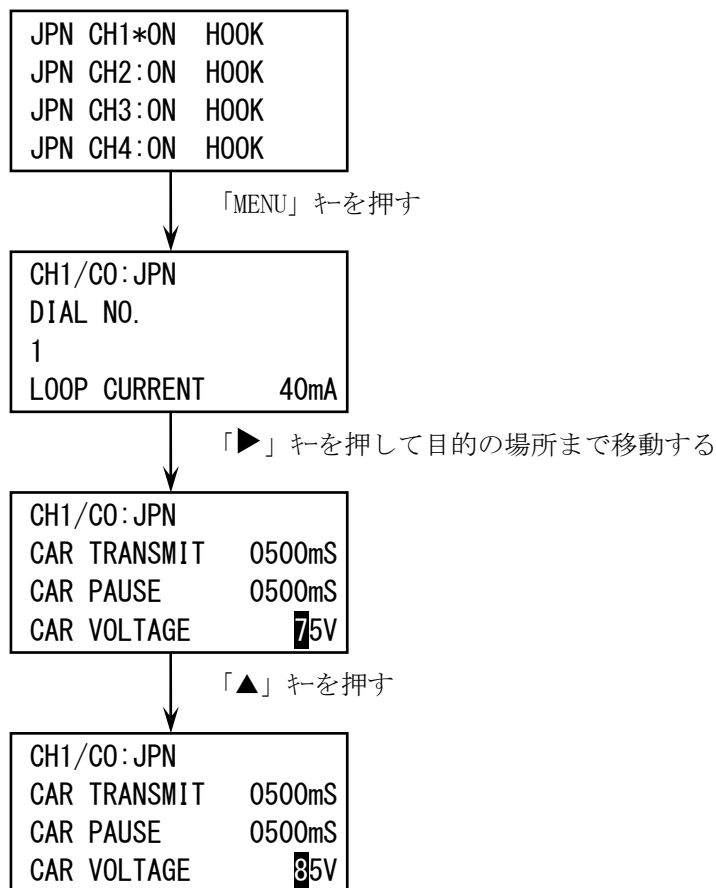 JPN CH1*ON  HOOK
JPN CH2:ON  HOOK
JPN CH3:ON  HOOK
JPN CH4:ON  HOOK
「MENU」キーを押す
CH1/CO:JPN
DIAL NO.
1
LOOP CURRENT    40mA
「▶」キーを押して目的の場所まで移動する
CH1/CO:JPN
CAR TRANSMIT  0500mS
CAR PAUSE     0500mS
CAR VOLTAGE      75V
「▲」キーを押す
CH1/CO:JPN
CAR TRANSMIT  0500mS
CAR PAUSE     0500mS
CAR VOLTAGE      85V